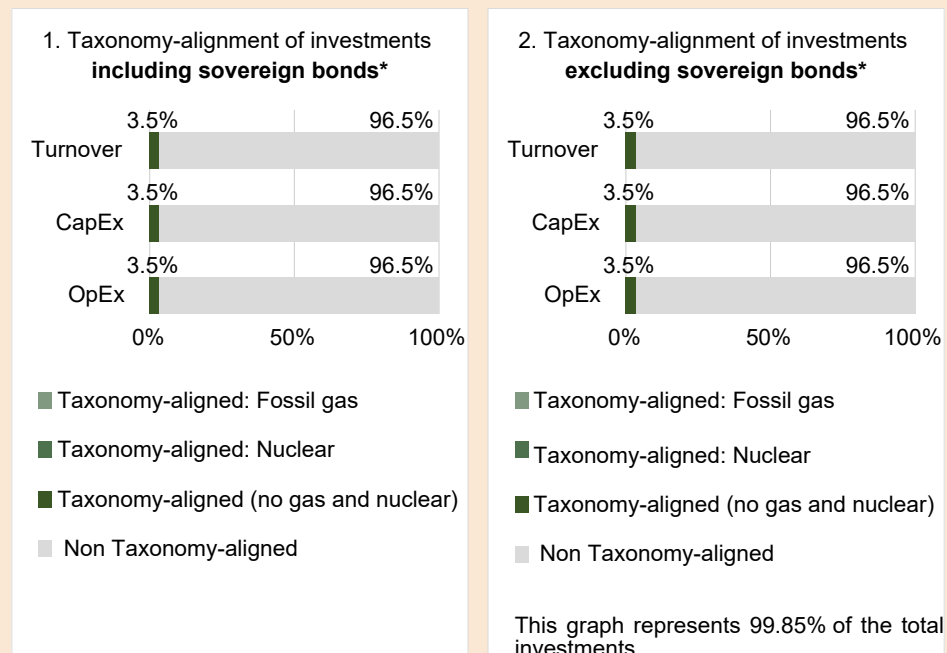 1. Taxonomy-alignment of investments
including sovereign bonds*
3.5% 96.5%
Turnover
3.5% 96.5%
CapEx
3.5% 96.5%
OpEx
0% 50% 100%
Taxonomy-aligned: Fossil gas
Taxonomy-aligned: Nuclear
Taxonomy-aligned (no gas and nuclear)
Non Taxonomy-aligned
2. Taxonomy-alignment of investments
excluding sovereign bonds*
3.5% 96.5%
Turnover
3.5% 96.5%
CapEx
3.5% 96.5%
OpEx
0% 50% 100%
Taxonomy-aligned: Fossil gas
Taxonomy-aligned: Nuclear
Taxonomy-aligned (no gas and nuclear)
Non Taxonomy-aligned
This graph represents 99.85% of the total
investments